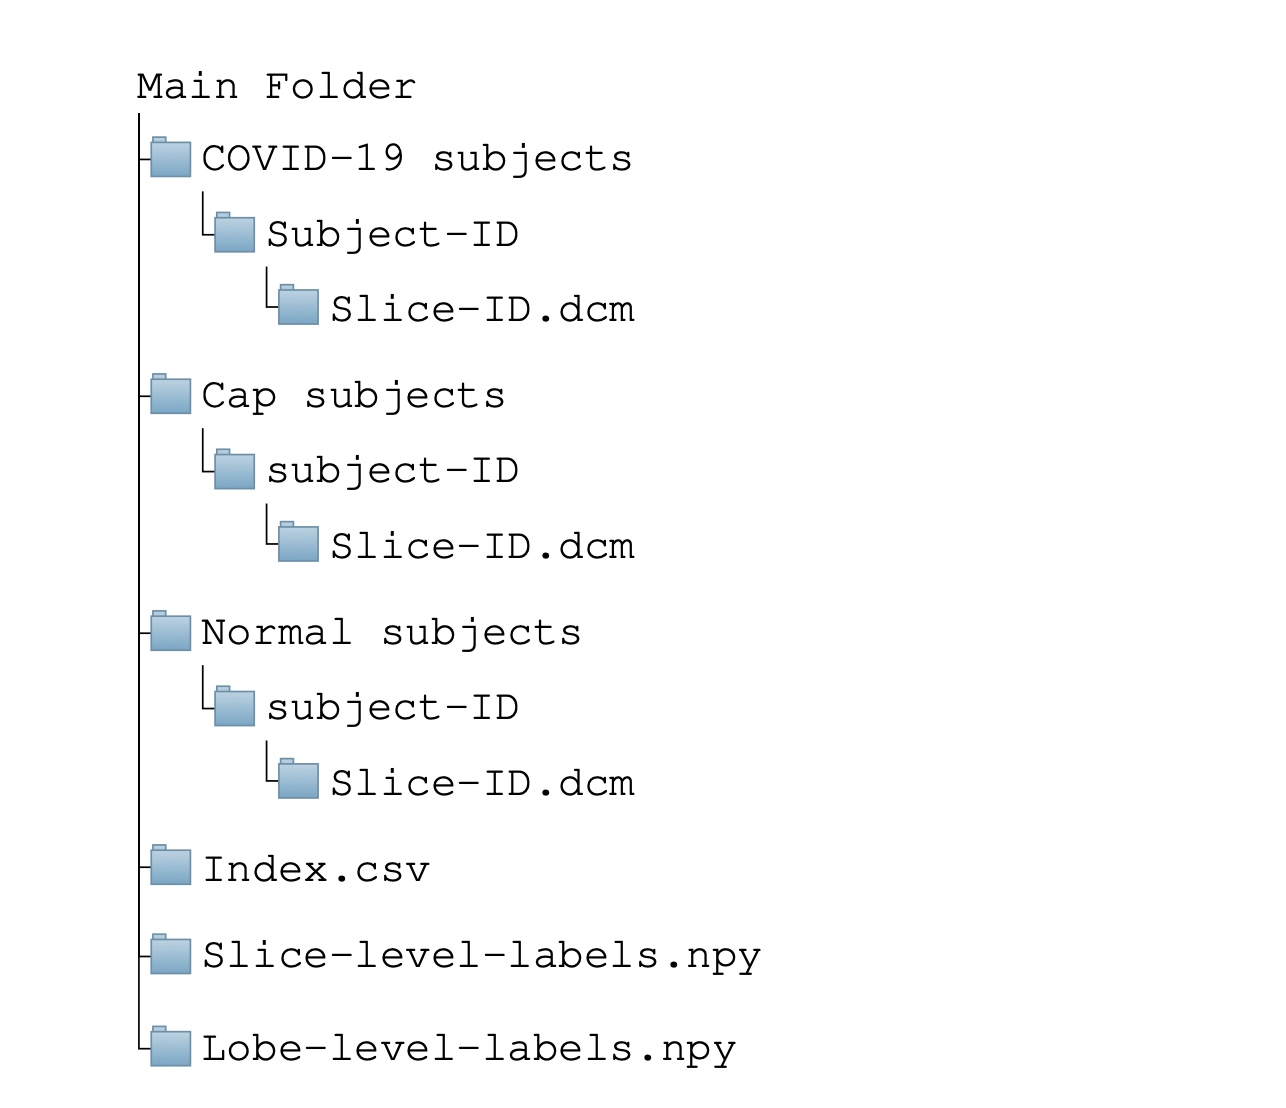 Main Folder
COVID-19 subjects
Subject-ID
Slice-ID.dcm
Cap subjects
subject-ID
Slice-ID.dcm
Normal subjects
subject-ID
Slice-ID.dcm
Index.csv
Slice-level-labels.npy
Lobe-level-labels.npy